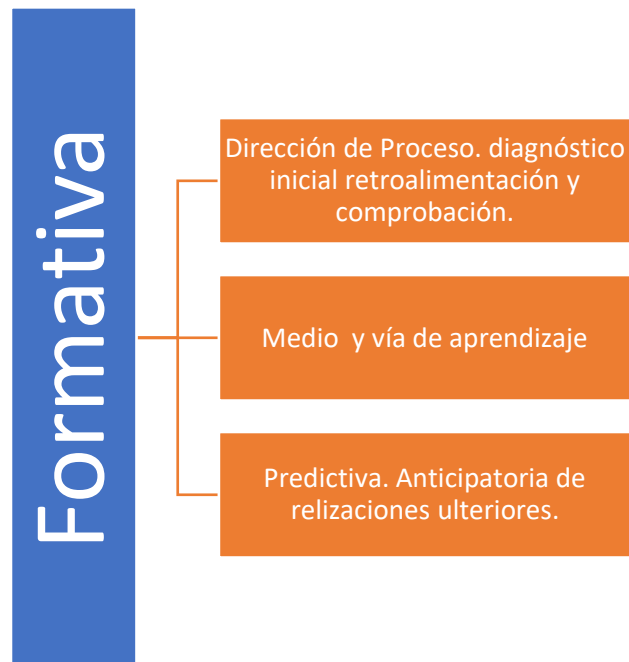 Formativa
Dirección de Proceso. diagnóstico
inicial retroalimentación y
comprobación.
Medio y vía de aprendizaje
Predictiva. Anticipatoria de
relizaciones ulteriores.